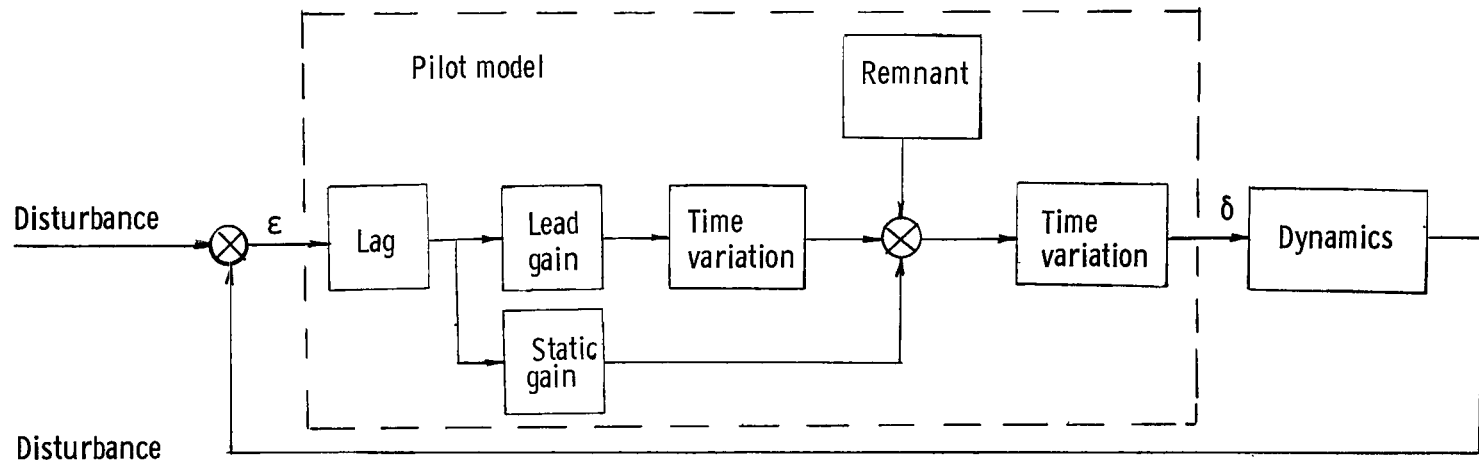 Pilot model
Remnant
Disturbance
ε
Lag
Lead
gain
Time
variation
Time
variation
δ
Dynamics
Static
gain
Disturbance